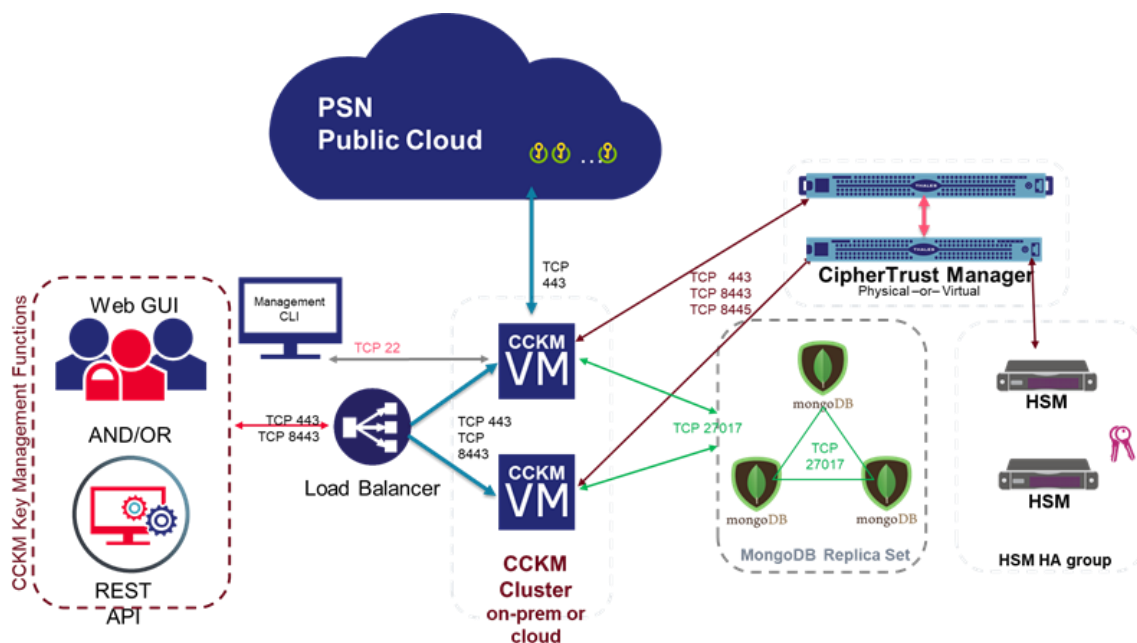 PSN
Public Cloud
...
TCP
443
THALES
THALES
CipherTrust Manager
Physical –or– Virtual
TCP 443
TCP 8443
TCP 8445
CCKM Key Management Functions
Web GUI
AND/OR
REST
API
Management
CLI
TCP 22
TCP 443
TCP 8443
Load Balancer
TCP 443
TCP
8443
CCKM
VM
CCKM
VM
CCKM
Cluster
on-prem or
cloud
TCP 27017
mongoDB
TCP
27017
mongoDB
mongoDB
MongoDB Replica Set
HSM
HSM
HSM HA group